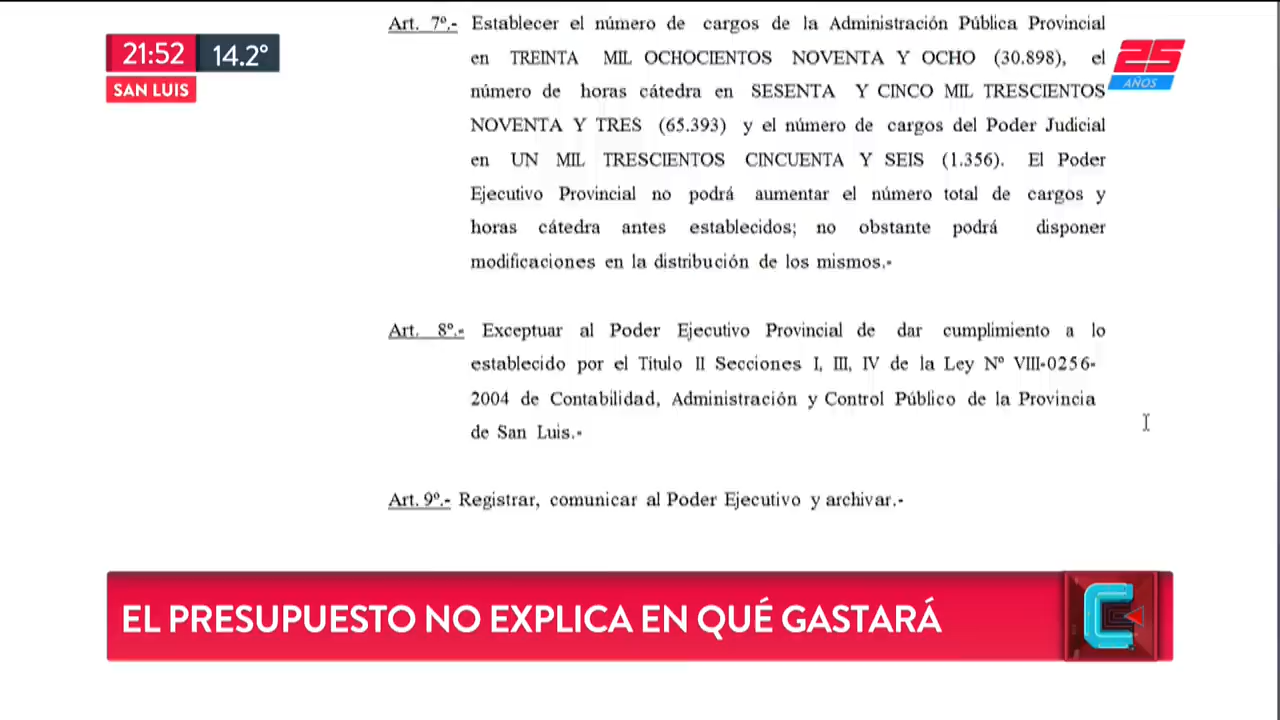 Art. 7º.- Establecer el número de cargos de la Administración Pública Provincial
en TREINTA MIL OCHOCIENTOS NOVENTA Y OCHO (30.898), el
número de horas cátedra en SESENTA Y CINCO MIL TRESCIENTOS
NOVENTA Y TRES (65.393) y el número de cargos del Poder Judicial
en UN MIL TRESCIENTOS CINCUENTA Y SEIS (1.356). El Poder
Ejecutivo Provincial no podrá aumentar el número total de cargos y
horas cátedra antes establecidos; no obstante podrá disponer
modificaciones en la distribución de los mismos.-
Art. 8º.- Exceptuar al Poder Ejecutivo Provincial de dar cumplimiento a lo
establecido por el Titulo II Secciones I, III, IV de la Ley Nº VIII-0256-
2004 de Contabilidad, Administración y Control Público de la Provincia
de San Luis.-
Art. 9º.- Registrar, comunicar al Poder Ejecutivo y archivar.-
21:52 14.2°
SAN LUIS
25
AÑOS
EL PRESUPUESTO NO EXPLICA EN QUÉ GASTARÁ
C